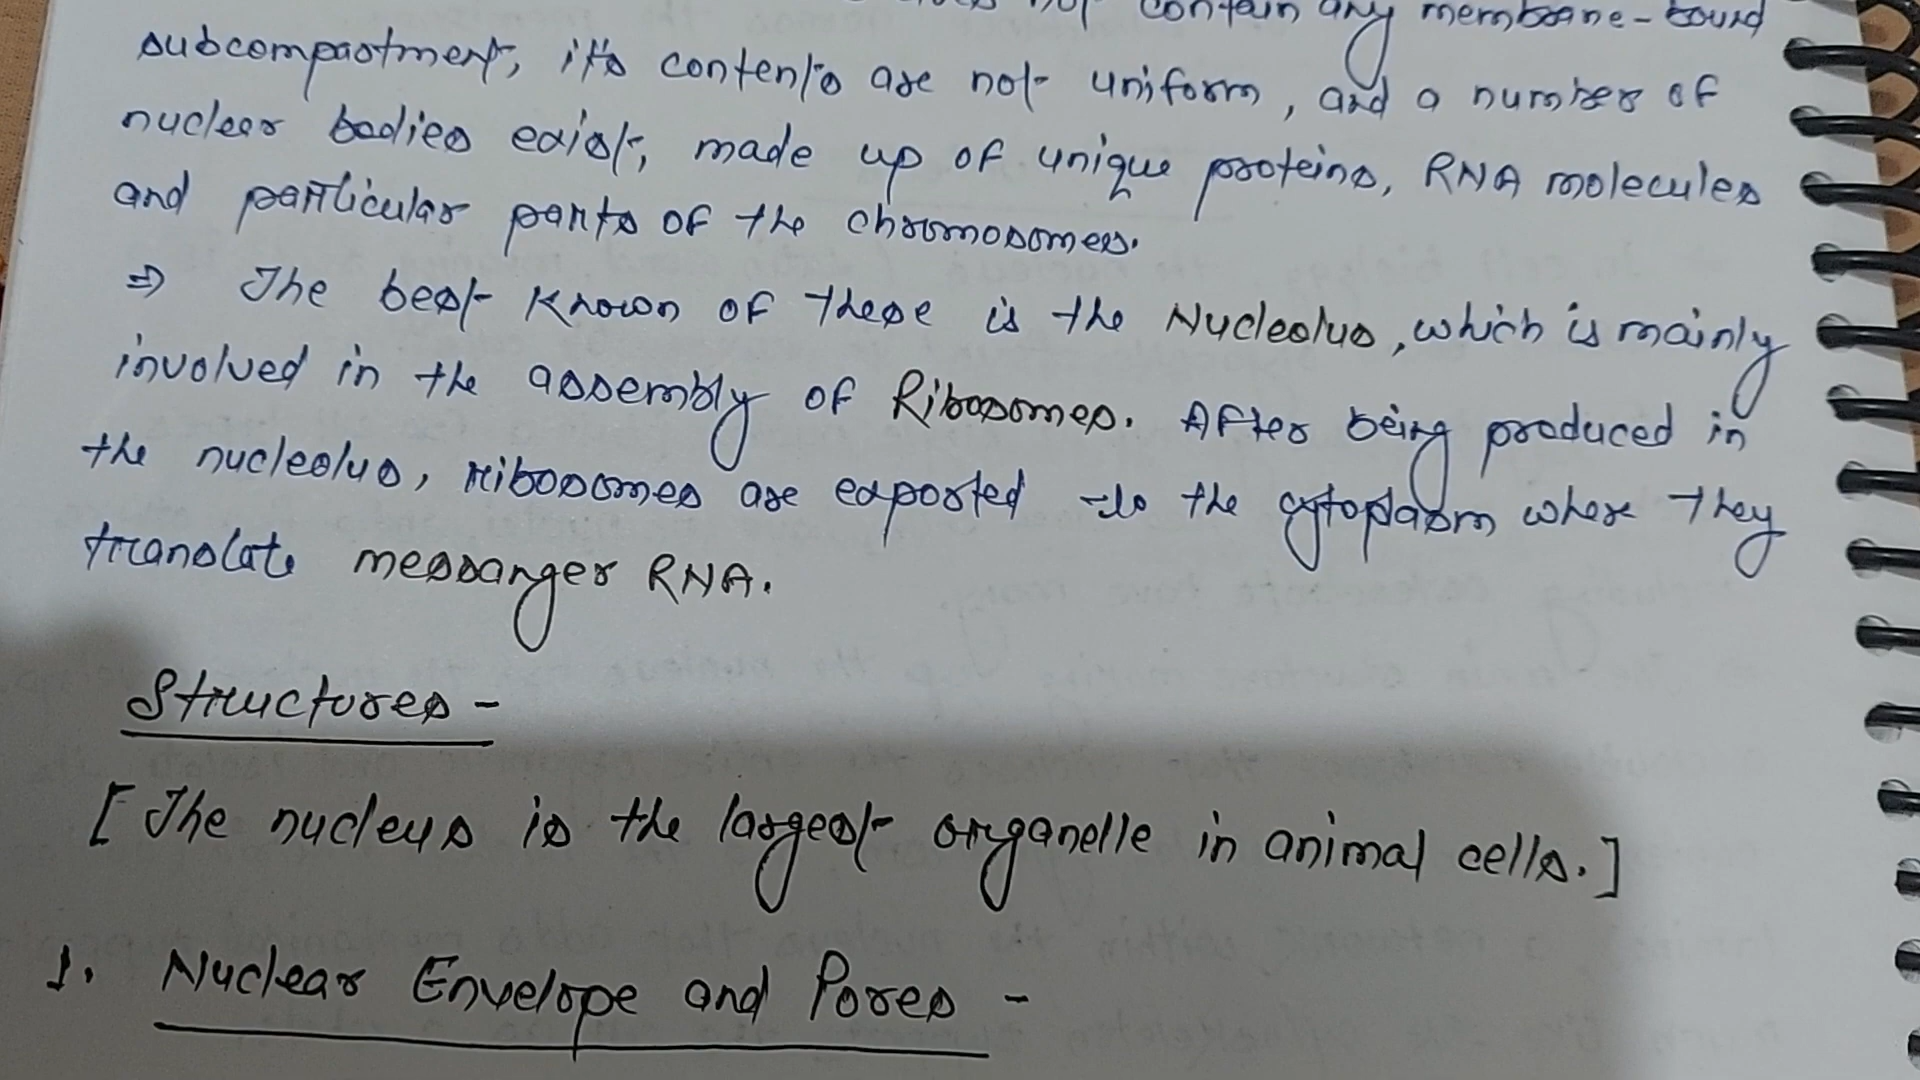 not contain any membrane-bound
subcompartment, its contents are not uniform, and a number of
nuclear bodies exist, made up of unique proteins, RNA molecules
and particular parts of the chromosomes.
⇒ The best known of these is the Nucleolus, which is mainly
involved in the assembly of Ribosomes. After being produced in
the nucleolus, ribosomes are exported to the cytoplasm where they
translate messanger RNA.
Structures -
[The nucleus is the largest organelle in animal cells.]
1. Nuclear Envelope and Pores -